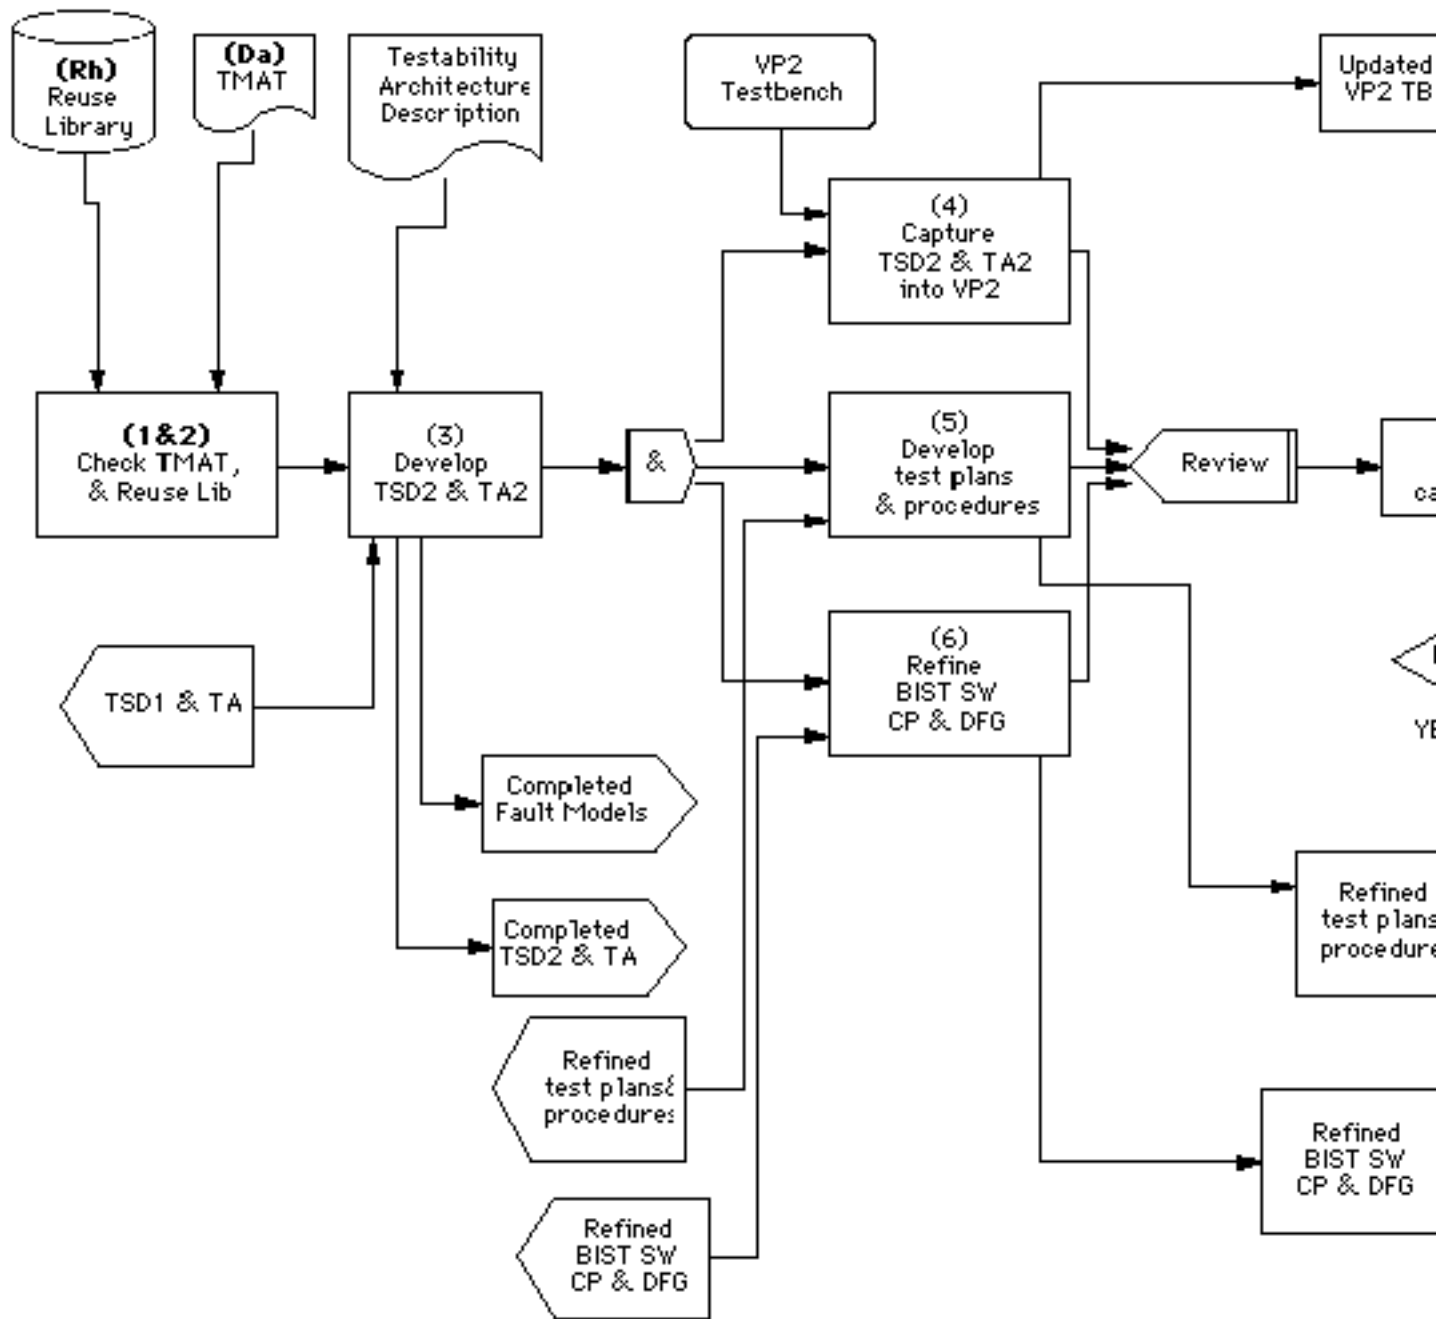 (Rh)
Reuse
Library
(Da)
TMAT
Testability
Architecture
Description
VP2
Testbench
Updated
VP2 TB
(4)
Capture
TSD2 & TA2
into VP2
(1&2)
Check TMAT,
& Reuse Lib
(3)
Develop
TSD2 & TA2
&
(5)
Develop
test plans
& procedures
Review
(6)
Refine
BIST SW
CP & DFG
TSD1 & TA
Completed
Fault Models
Completed
TSD2 & TA
Refined
test plans
procedure
Refined
test plans&
procedures
Refined
BIST SW
CP & DFG
Refined
BIST SW
CP & DFG